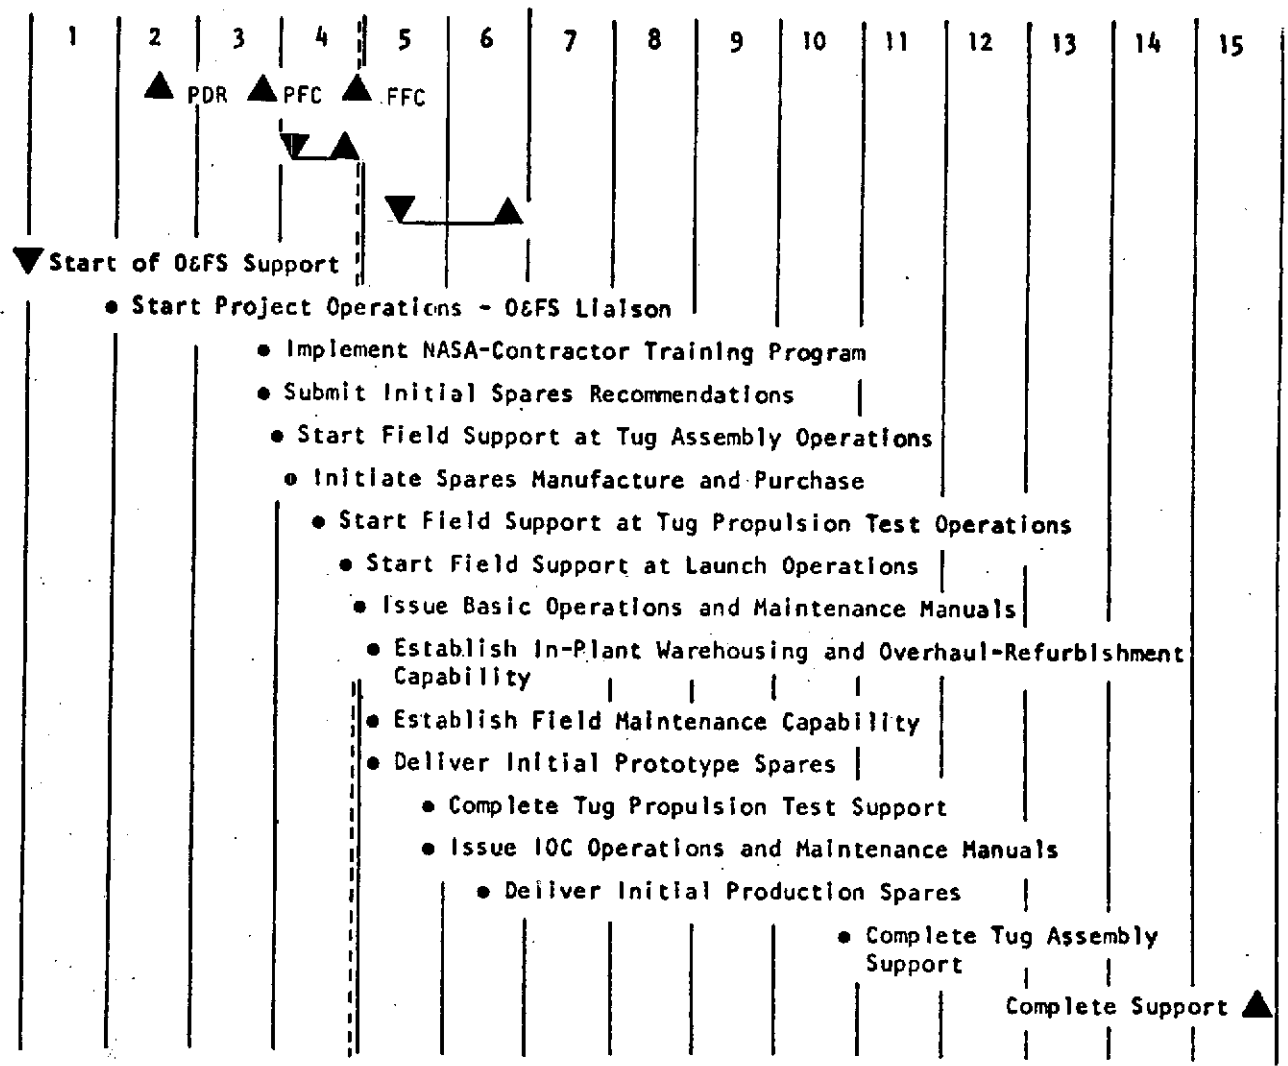 1 2 3 4 5 6 7 8 9 10 11 12 13 14 15
PDR PFC FFC
Start of O&FS Support
• Start Project Operations - O&FS Liaison
• Implement NASA-Contractor Training Program
• Submit Initial Spares Recommendations
• Start Field Support at Tug Assembly Operations
• Initiate Spares Manufacture and Purchase
• Start Field Support at Tug Propulsion Test Operations
• Start Field Support at Launch Operations
• Issue Basic Operations and Maintenance Manuals
• Establish In-Plant Warehousing and Overhaul-Refurbishment
Capability
• Establish Field Maintenance Capability
• Deliver Initial Prototype Spares
• Complete Tug Propulsion Test Support
• Issue IOC Operations and Maintenance Manuals
• Deliver Initial Production Spares
• Complete Tug Assembly
Support
Complete Support